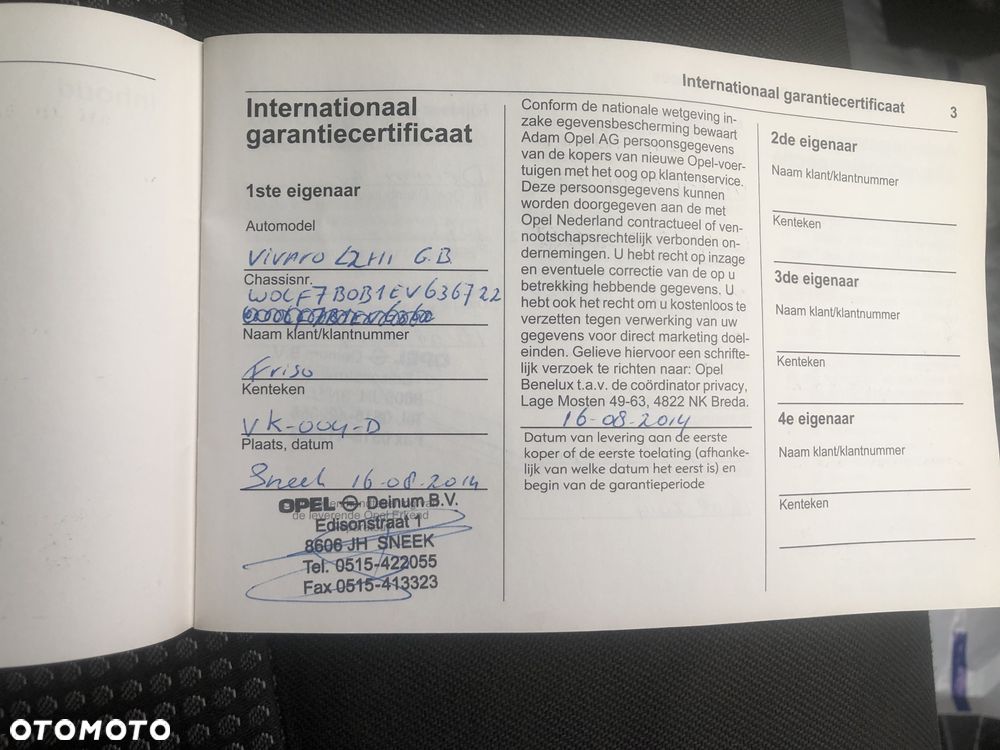 Internationaal garantiecertificaat 3
Internationaal
garantiecertificaat
1ste eigenaar
Automodel
Vivaro L2H1 G.B
Chassisnr.
W0LF7B0B1EV636722
Naam klant/klantnummer
Friso
Kenteken
VK-004-D
Plaats, datum
Sneek 16-08-2014
de leverende Opel Erkend
OPEL Deinum B.V.
Edisonstraat 1
8606 JH SNEEK
Tel. 0515-422055
Fax 0515-413323
Conform de nationale wetgeving in-
zake egevensbescherming bewaart
Adam Opel AG persoonsgegevens
van de kopers van nieuwe Opel-voer-
tuigen met het oog op klantenservice.
Deze persoonsgegevens kunnen
worden doorgegeven aan de met
Opel Nederland contractueel of ven-
nootschapsrechtelijk verbonden on-
dernemingen. U hebt recht op inzage
en eventuele correctie van de op u
betrekking hebbende gegevens. U
hebt ook het recht om u kosteloos te
verzetten tegen verwerking van uw
gegevens voor direct marketing doel-
einden. Gelieve hiervoor een schrifte-
lijk verzoek te richten naar: Opel
Benelux t.a.v. de coördinator privacy,
Lage Mosten 49-63, 4822 NK Breda.
16-08-2014
Datum van levering aan de eerste
koper of de eerste toelating (afhanke-
lijk van welke datum het eerst is) en
begin van de garantieperiode
2de eigenaar
Naam klant/klantnummer
Kenteken
3de eigenaar
Naam klant/klantnummer
Kenteken
4e eigenaar
Naam klant/klantnummer
Kenteken
OTOMOTO